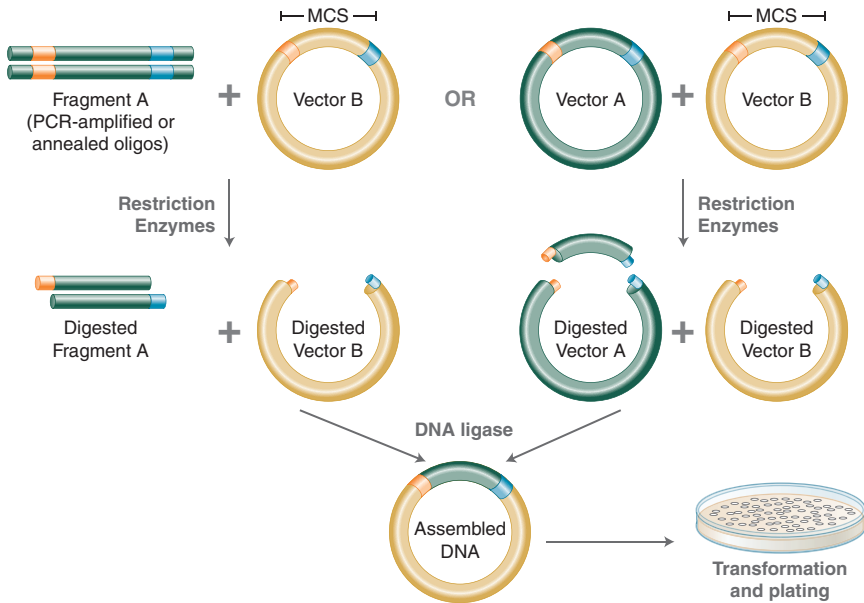 MCS
MCS
Fragment A
(PCR-amplified or
annealed oligos)
+
Vector B
OR
Vector A
+
Vector B
Restriction
Enzymes
Restriction
Enzymes
Digested
Fragment A
+
Digested
Vector B
Digested
Vector A
+
Digested
Vector B
DNA ligase
Assembled
DNA
Transformation
and plating